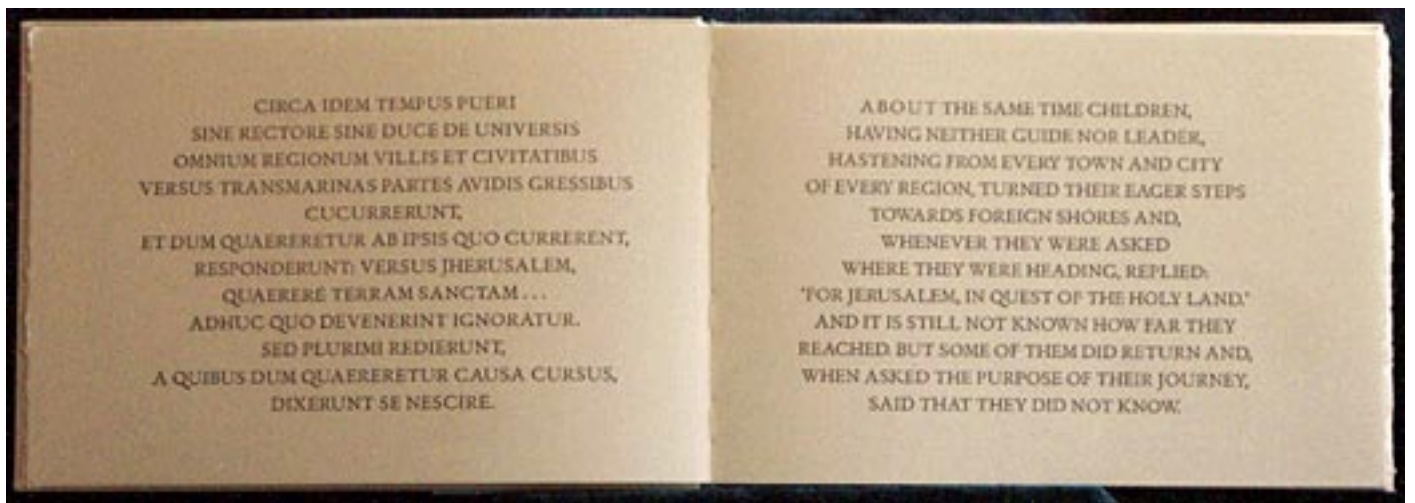 CIRCA IDEM TEMPUS PUERI
SINE RECTORE SINE DUCE DE UNIVERSIS
OMNIUM REGIONUM VILLIS ET CIVITATIBUS
VERSUS TRANSMARINAS PARTES AVIDIS GRESSIBUS
CUCURRERUNT,
ET DUM QUAERERETUR AB IPSIS QUO CURRERENT,
RESPONDERUNT: VERSUS JHERUSALEM,
QUAERERE TERRAM SANCTAM...
ADHUC QUO DEVENERINT IGNORATUR.
SED PLURIMI REDIERUNT,
A QUIBUS DUM QUAERERETUR CAUSA CURSUS,
DIXERUNT SE NESCIRE.
ABOUT THE SAME TIME CHILDREN,
HAVING NEITHER GUIDE NOR LEADER,
HASTENING FROM EVERY TOWN AND CITY
OF EVERY REGION, TURNED THEIR EAGER STEPS
TOWARDS FOREIGN SHORES AND,
WHENEVER THEY WERE ASKED
WHERE THEY WERE HEADING, REPLIED:
"FOR JERUSALEM, IN QUEST OF THE HOLY LAND."
AND IT IS STILL NOT KNOWN HOW FAR THEY
REACHED. BUT SOME OF THEM DID RETURN AND,
WHEN ASKED THE PURPOSE OF THEIR JOURNEY,
SAID THAT THEY DID NOT KNOW.